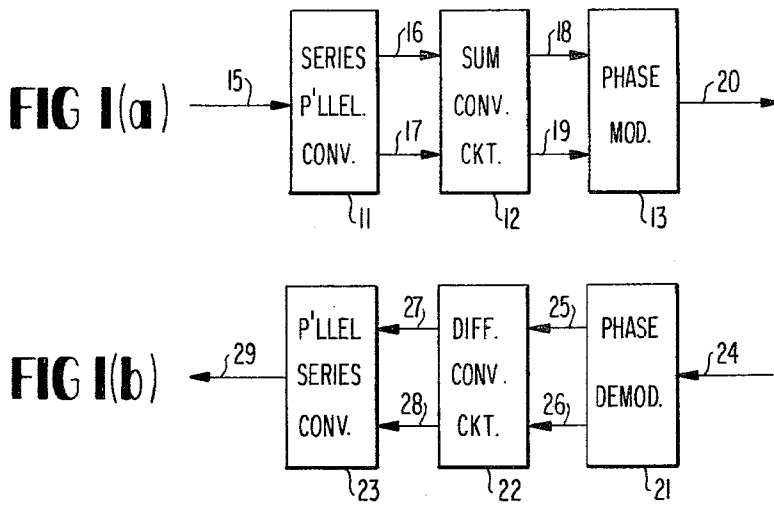 FIG 1(a)
15
SERIES
P'LLEL.
CONV.
11
16
17
SUM
CONV.
CKT.
12
18
19
PHASE
MOD.
13
20
FIG 1(b)
29
P'LLEL
SERIES
CONV.
23
27
28
DIFF.
CONV.
CKT.
22
25
26
PHASE
DEMOD.
21
24